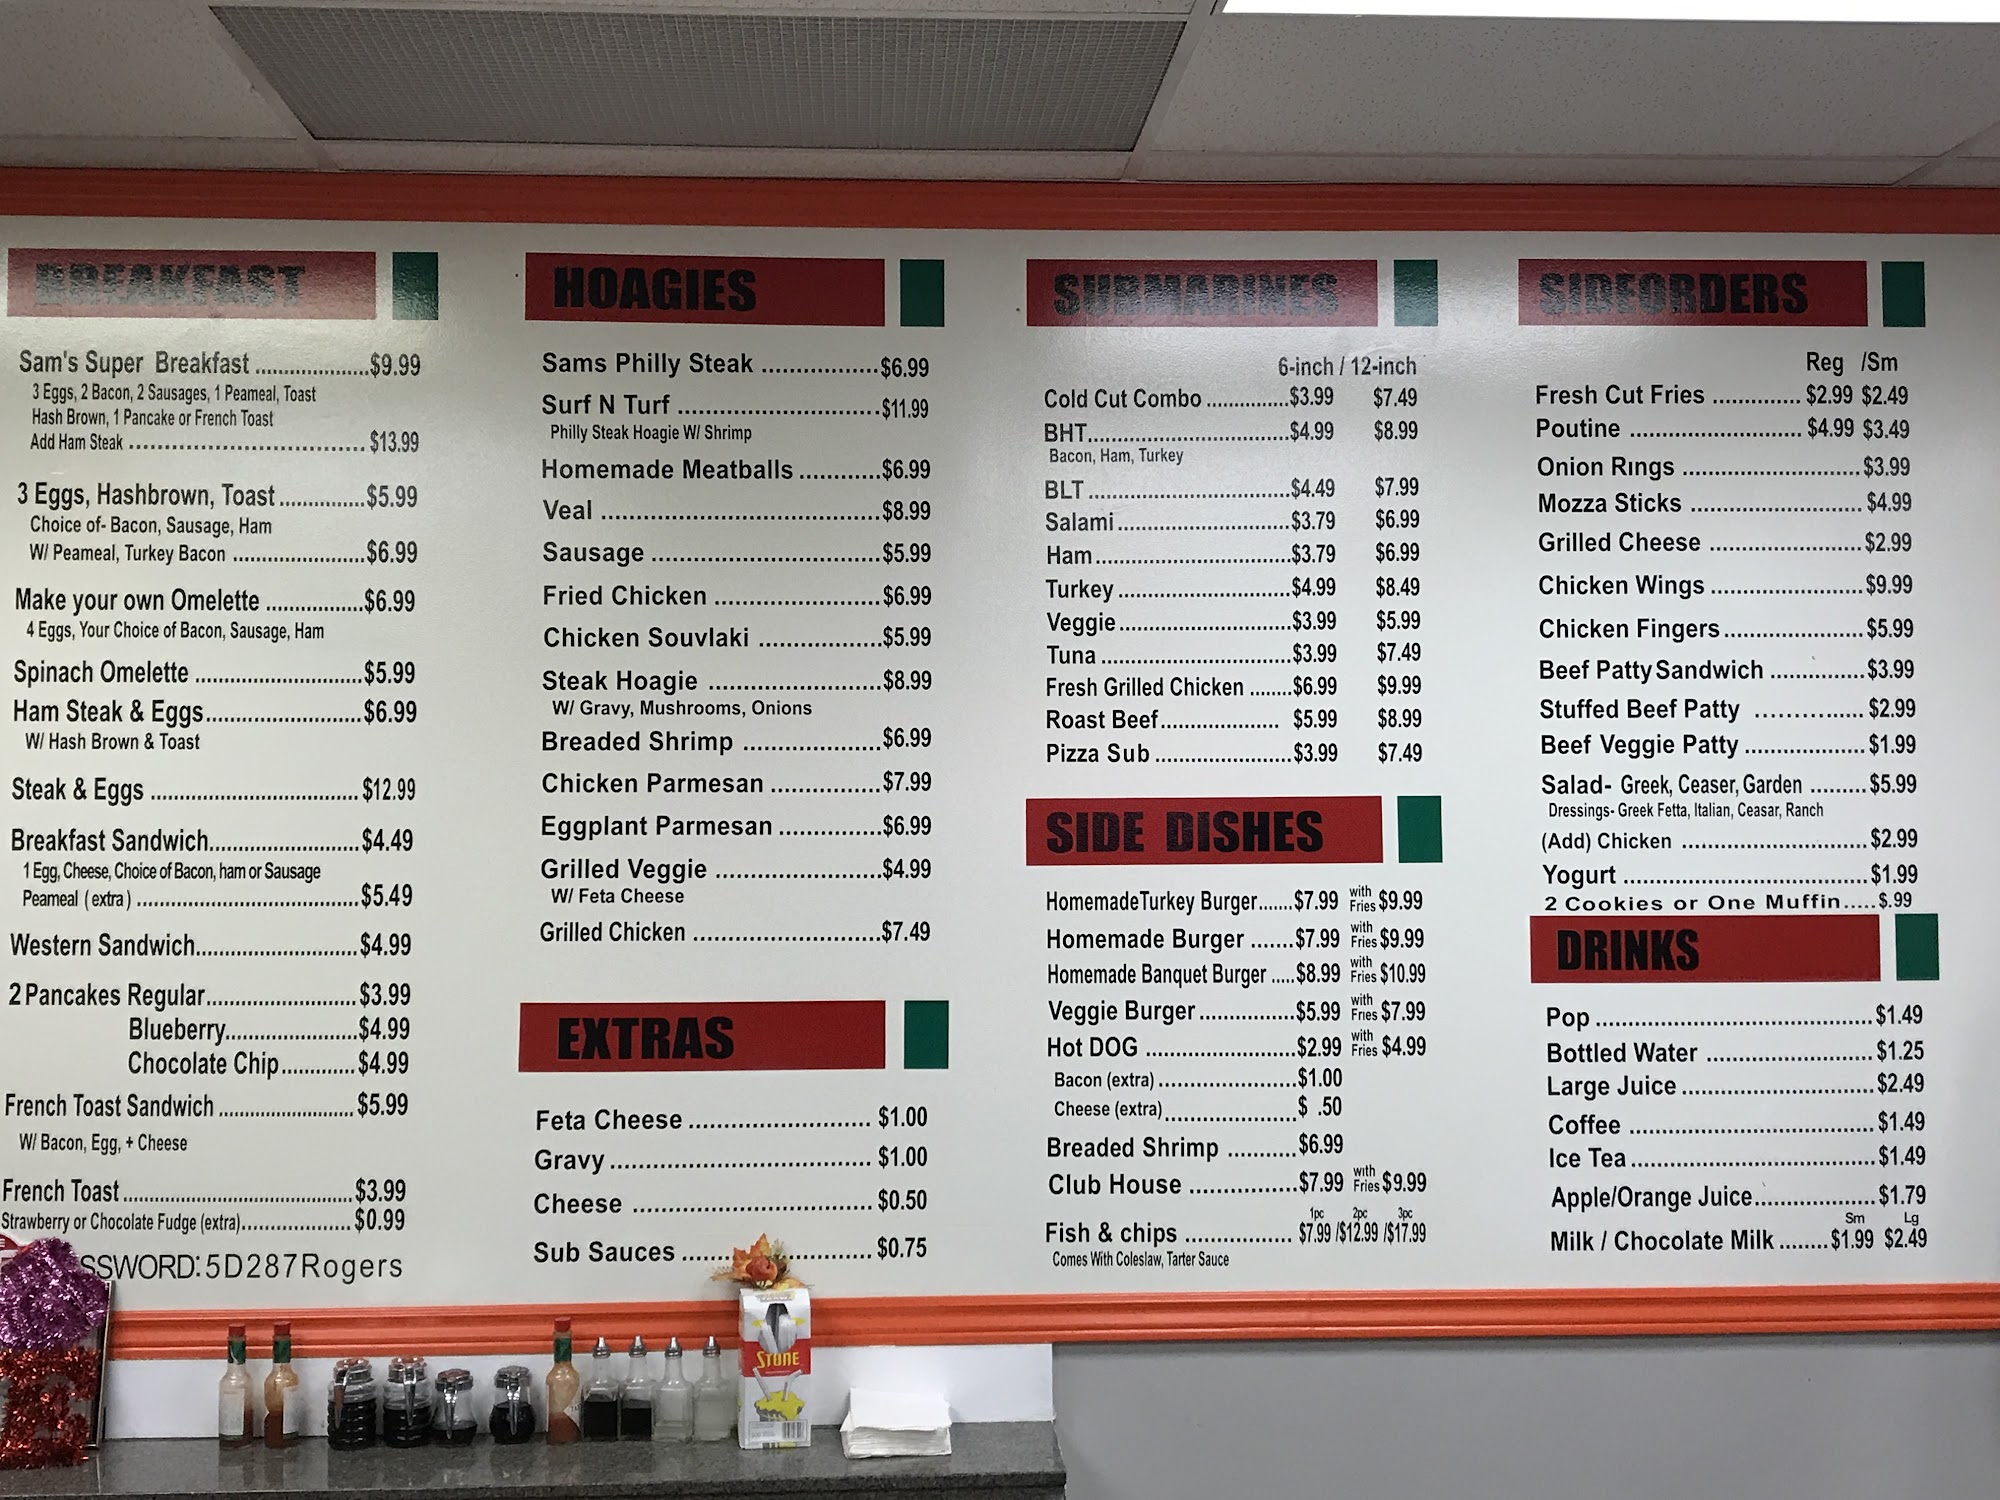 BREAKFAST
Sam's Super Breakfast ..................... $9.99
3 Eggs, 2 Bacon, 2 Sausages, 1 Peameal, Toast
Hash Brown, 1 Pancake or French Toast
Add Ham Steak ..................................... $13.99
3 Eggs, Hashbrown, Toast ............. $5.99
Choice of- Bacon, Sausage, Ham
W/ Peameal, Turkey Bacon .................... $6.99
Make your own Omelette ................. $6.99
4 Eggs, Your Choice of Bacon, Sausage, Ham
Spinach Omelette ............................ $5.99
Ham Steak & Eggs .......................... $6.99
W/ Hash Brown & Toast
Steak & Eggs ................................... $12.99
Breakfast Sandwich......................... $4.49
1 Egg, Cheese, Choice of Bacon, ham or Sausage
Peameal (extra) ..................................... $5.49
Western Sandwich........................... $4.99
2 Pancakes Regular......................... $3.99
Blueberry...................... $4.99
Chocolate Chip............. $4.99
French Toast Sandwich .......................... $5.99
W/ Bacon, Egg, + Cheese
French Toast ........................................... $3.99
Strawberry or Chocolate Fudge (extra).................... $0.99
SSWORD:5D287Rogers
HOAGIES
Sams Philly Steak ................ $6.99
Surf N Turf ............................ $11.99
Philly Steak Hoagie W/ Shrimp
Homemade Meatballs ........... $6.99
Veal ...................................... $8.99
Sausage ............................... $5.99
Fried Chicken ....................... $6.99
Chicken Souvlaki ................. $5.99
Steak Hoagie ........................ $8.99
W/ Gravy, Mushrooms, Onions
Breaded Shrimp ................... $6.99
Chicken Parmesan ............... $7.99
Eggplant Parmesan .............. $6.99
Grilled Veggie ....................... $4.99
W/ Feta Cheese
Grilled Chicken .......................... $7.49
EXTRAS
Feta Cheese .......................... $1.00
Gravy ..................................... $1.00
Cheese ................................... $0.50
Sub Sauces ........................... $0.75
SUBMARINES
6-inch / 12-inch
Cold Cut Combo ............... $3.99 $7.49
BHT.................................... $4.99 $8.99
Bacon, Ham, Turkey
BLT .................................... $4.49 $7.99
Salami ............................... $3.79 $6.99
Ham ................................... $3.79 $6.99
Turkey ............................... $4.99 $8.49
Veggie ............................... $3.99 $5.99
Tuna .................................. $3.99 $7.49
Fresh Grilled Chicken ........ $6.99 $9.99
Roast Beef..................... $5.99 $8.99
Pizza Sub ......................... $3.99 $7.49
SIDE DISHES
HomemadeTurkey Burger....... $7.99 with Fries $9.99
Homemade Burger ....... $7.99 with Fries $9.99
Homemade Banquet Burger ..... $8.99 with Fries $10.99
Veggie Burger ................ $5.99 with Fries $7.99
Hot DOG ........................ $2.99 with Fries $4.99
Bacon (extra) ...................... $1.00
Cheese (extra) ..................... $ .50
Breaded Shrimp ........... $6.99
Club House .................. $7.99 with Fries $9.99
1pc 2pc 3pc
Fish & chips .................. $7.99 /$12.99 /$17.99
Comes With Coleslaw, Tarter Sauce
SIDEORDERS
Reg /Sm
Fresh Cut Fries .............. $2.99 $2.49
Poutine ........................... $4.99 $3.49
Onion Rings ............................ $3.99
Mozza Sticks .......................... $4.99
Grilled Cheese ....................... $2.99
Chicken Wings ....................... $9.99
Chicken Fingers ..................... $5.99
Beef Patty Sandwich .............. $3.99
Stuffed Beef Patty ................ $2.99
Beef Veggie Patty .................. $1.99
Salad- Greek, Ceaser, Garden ......... $5.99
Dressings- Greek Fetta, Italian, Ceasar, Ranch
(Add) Chicken ............................ $2.99
Yogurt ..................................... $1.99
2 Cookies or One Muffin..... $.99
DRINKS
Pop .......................................... $1.49
Bottled Water ......................... $1.25
Large Juice ............................. $2.49
Coffee ..................................... $1.49
Ice Tea ..................................... $1.49
Apple/Orange Juice................. $1.79
Sm Lg
Milk / Chocolate Milk ........ $1.99 $2.49
STONE